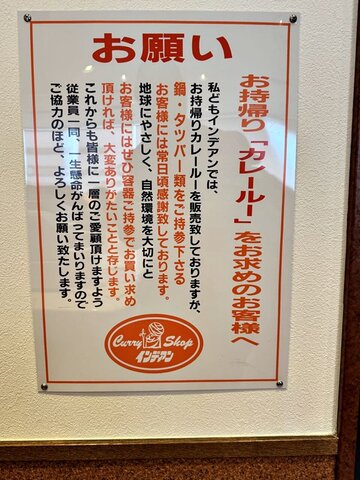 お願い
お持帰り「カレールー」をお求めのお客様へ
私どもインデアンでは、
お持帰りカレールーを販売致しておりますが、
鍋・タッパー類をご持参下さる
お客様には常日頃感謝致しております。
地球にやさしく、自然環境を大切にと
お客様にはぜひ容器ご持参でお買い求め
頂ければ、大変ありがたいことと存じます。
これからも皆様に一層のご愛顧頂けますよう
従業員一同、一生懸命がんばってまいりますので
ご協力のほど、よろしくお願い致します。
Curry Shop
インデアン